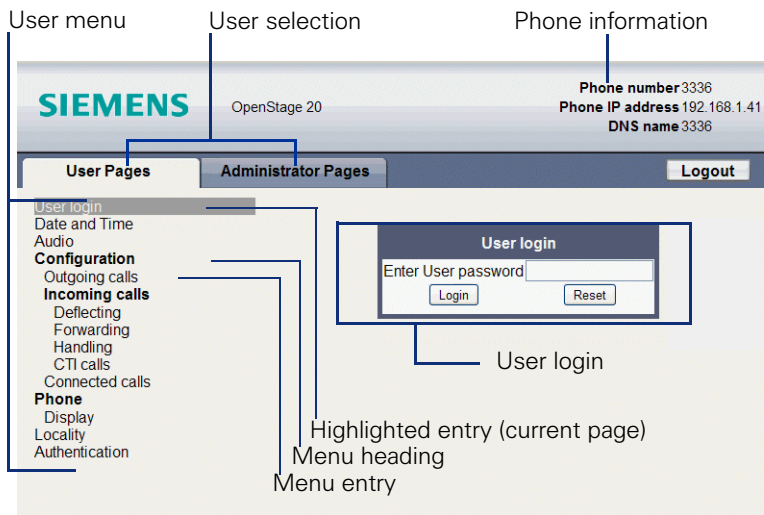 User menu User selection Phone information
SIEMENS OpenStage 20
Phone number 3336
Phone IP address 192.168.1.41
DNS name 3336
User Pages Administrator Pages Logout
User login
Date and Time
Audio
Configuration
Outgoing calls
Incoming calls
Deflecting
Forwarding
Handling
CTI calls
Connected calls
Phone
Display
Locality
Authentication
User login
Enter User password
Login Reset
User login
Highlighted entry (current page)
Menu heading
Menu entry